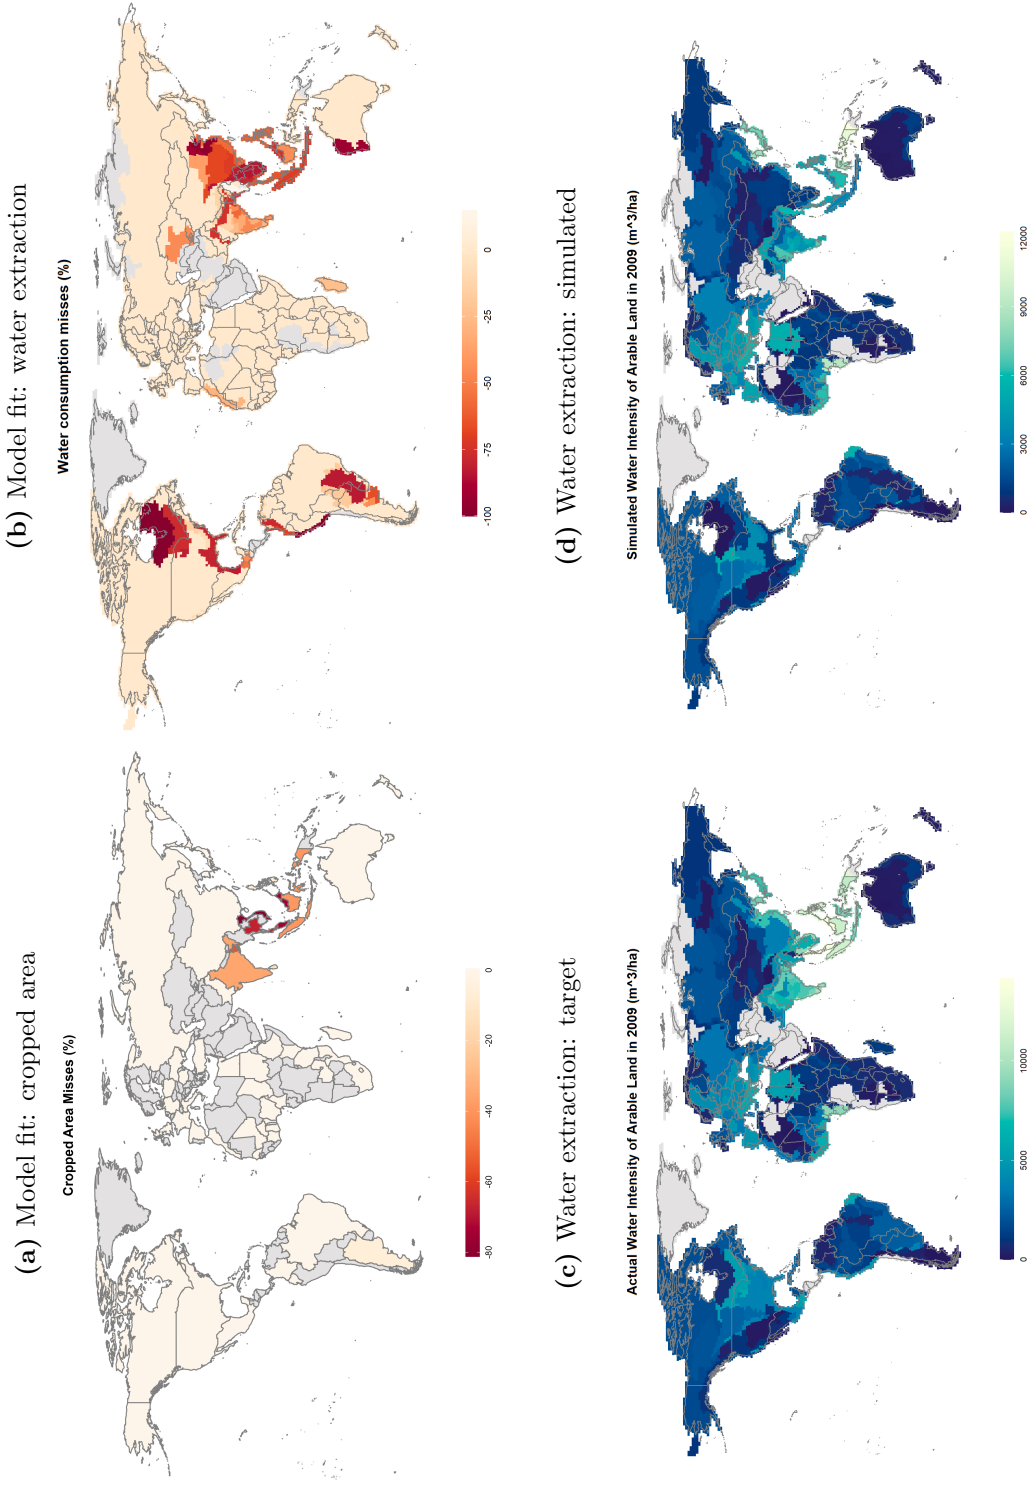 (a) Model fit: cropped area
Cropped Area Misses (%)
-80
-60
-40
-20
0
(b) Model fit: water extraction
Water consumption misses (%)
-100
-75
-50
-25
0
(c) Water extraction: target
Actual Water Intensity of Arable Land in 2009 (m^3/ha)
0
5000
10000
(d) Water extraction: simulated
Simulated Water Intensity of Arable Land in 2009 (m^3/ha)
0
3000
6000
9000
12000